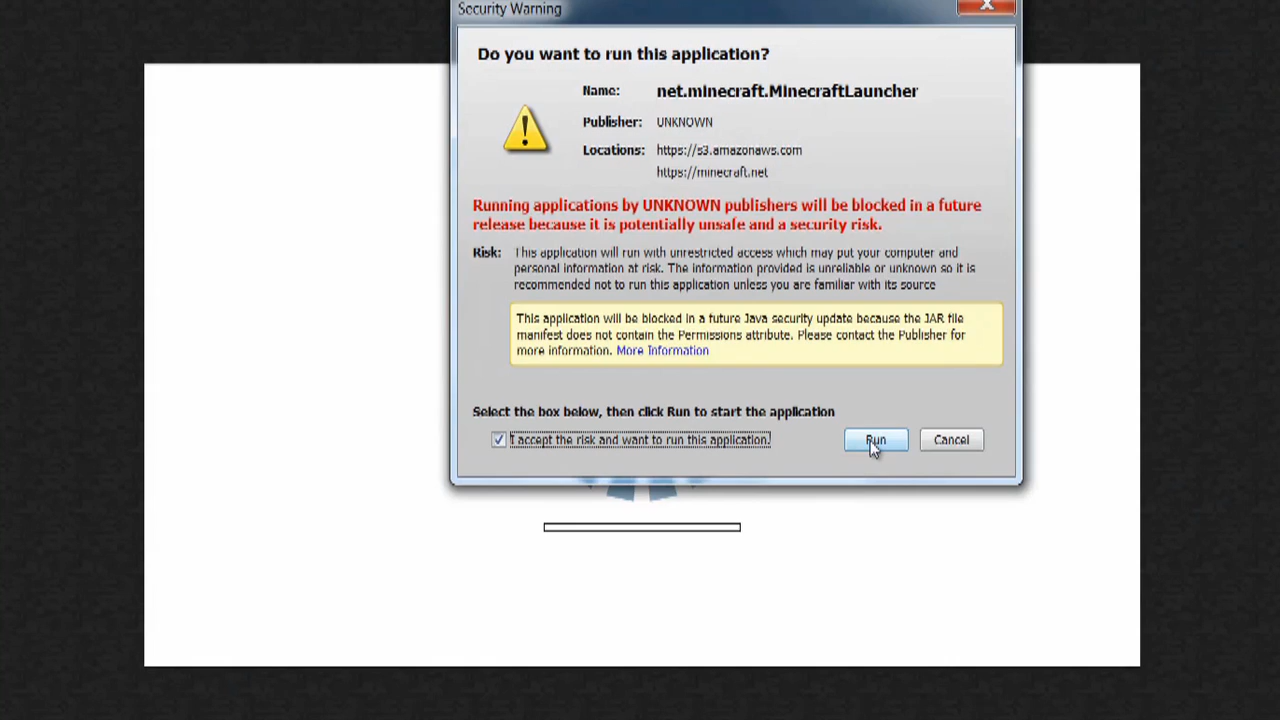 Security Warning
Do you want to run this application?
Name: net.minecraft.MinecraftLauncher
Publisher: UNKNOWN
Locations: https://s3.amazonaws.com
https://minecraft.net
Running applications by UNKNOWN publishers will be blocked in a future
release because it is potentially unsafe and a security risk.
Risk: This application will run with unrestricted access which may put your computer and
personal information at risk. The information provided is unreliable or unknown so it is
recommended not to run this application unless you are familiar with its source
This application will be blocked in a future Java security update because the JAR file
manifest does not contain the Permissions attribute. Please contact the Publisher for
more information. More Information
Select the box below, then click Run to start the application
I accept the risk and want to run this application. Run Cancel